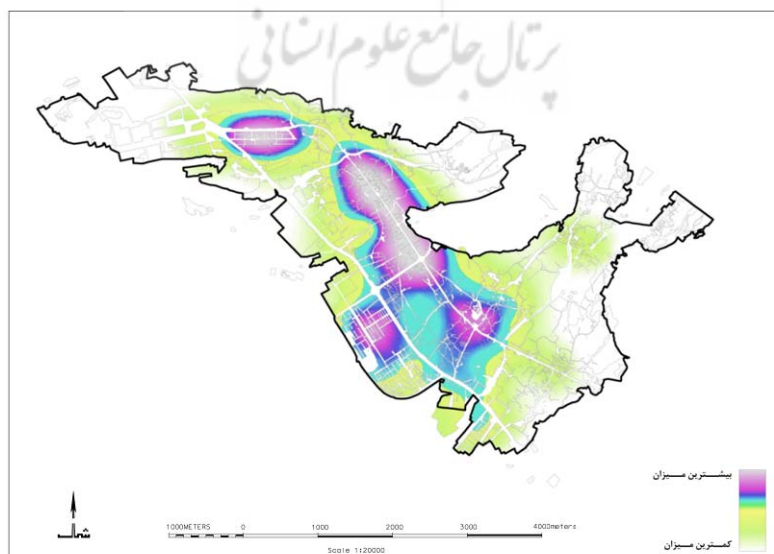 پرتال جامع علوم انسانی
بیشترین میزان
کمترین میزان
شمال
1000METERS 0 1000 2000 3000 4000meters
Scale 1:20000